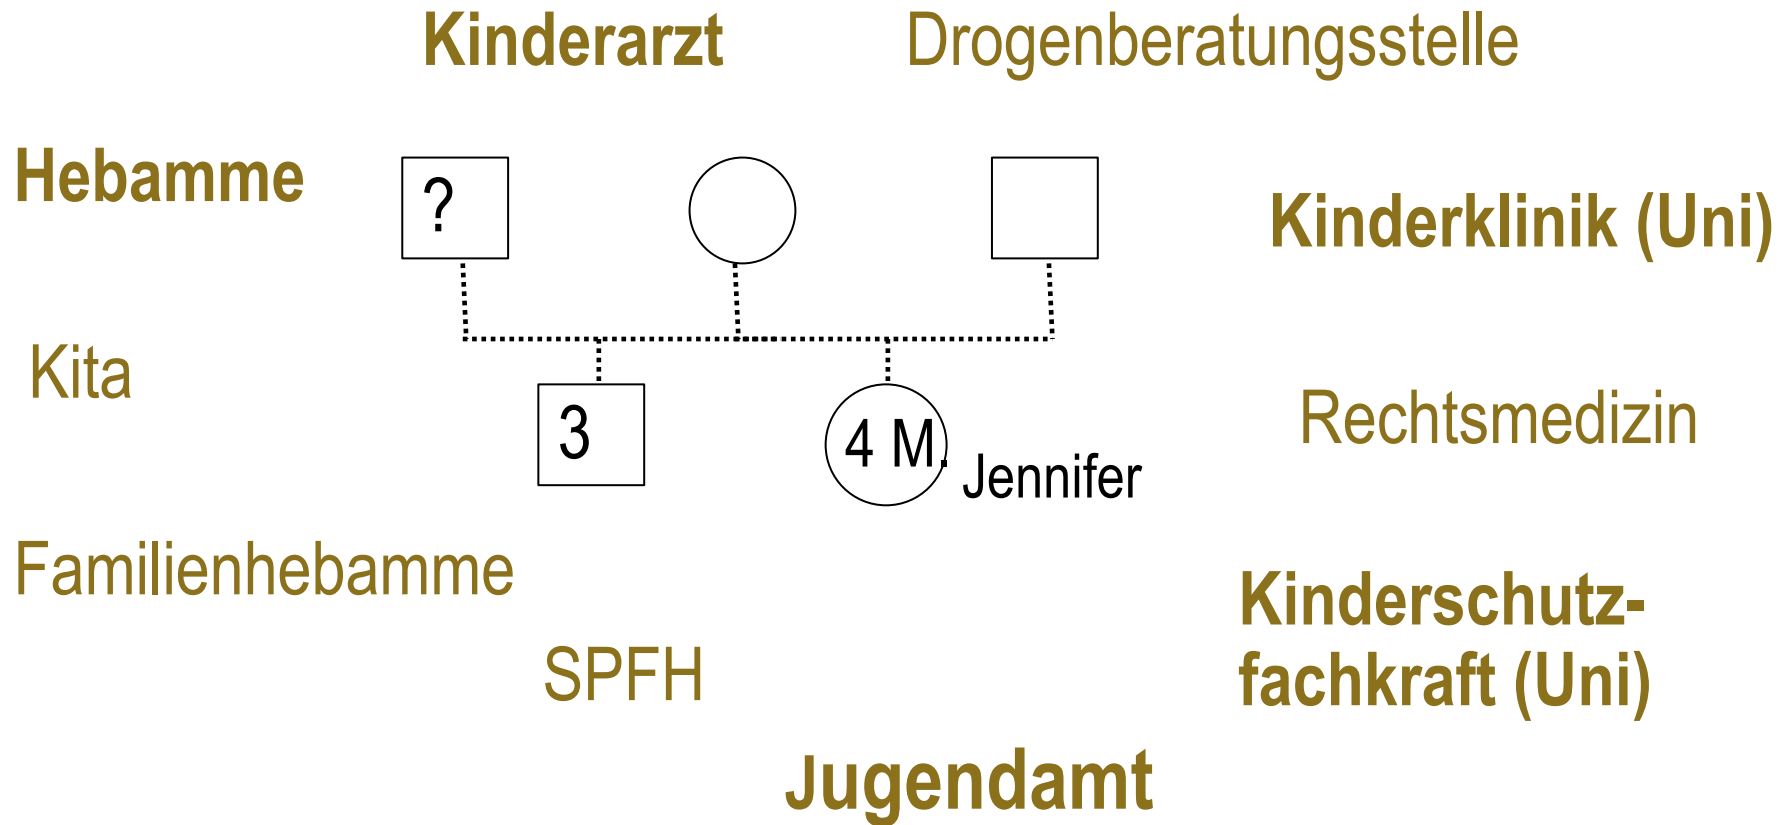 Kinderarzt
Drogenberatungsstelle
Hebamme
?
Kinderklinik (Uni)
Kita
3
4 M.
Jennifer
Rechtsmedizin
Familienhebamme
Kinderschutz-
fachkraft (Uni)
SPFH
Jugendamt